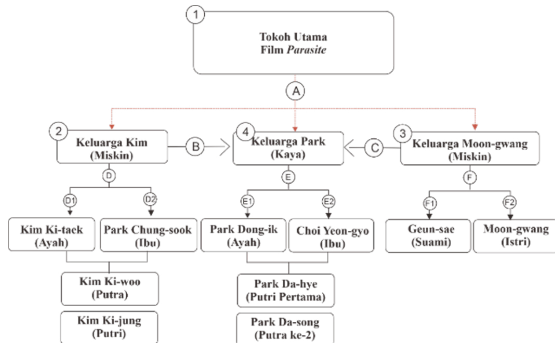 1
Tokoh Utama
Film Parasite
A
2
Keluarga Kim
(Miskin)
B
4
Keluarga Park
(Kaya)
C
3
Keluarga Moon-gwang
(Miskin)
D
E
F
D1
D2
E1
E2
F1
F2
Kim Ki-taek
(Ayah)
Park Chung-sook
(Ibu)
Park Dong-ik
(Ayah)
Choi Yeon-gyo
(Ibu)
Geun-sae
(Suami)
Moon-gwang
(Istri)
Kim Ki-woo
(Putra)
Park Da-hye
(Putri Pertama)
Kim Ki-jung
(Putri)
Park Da-song
(Putra ke-2)